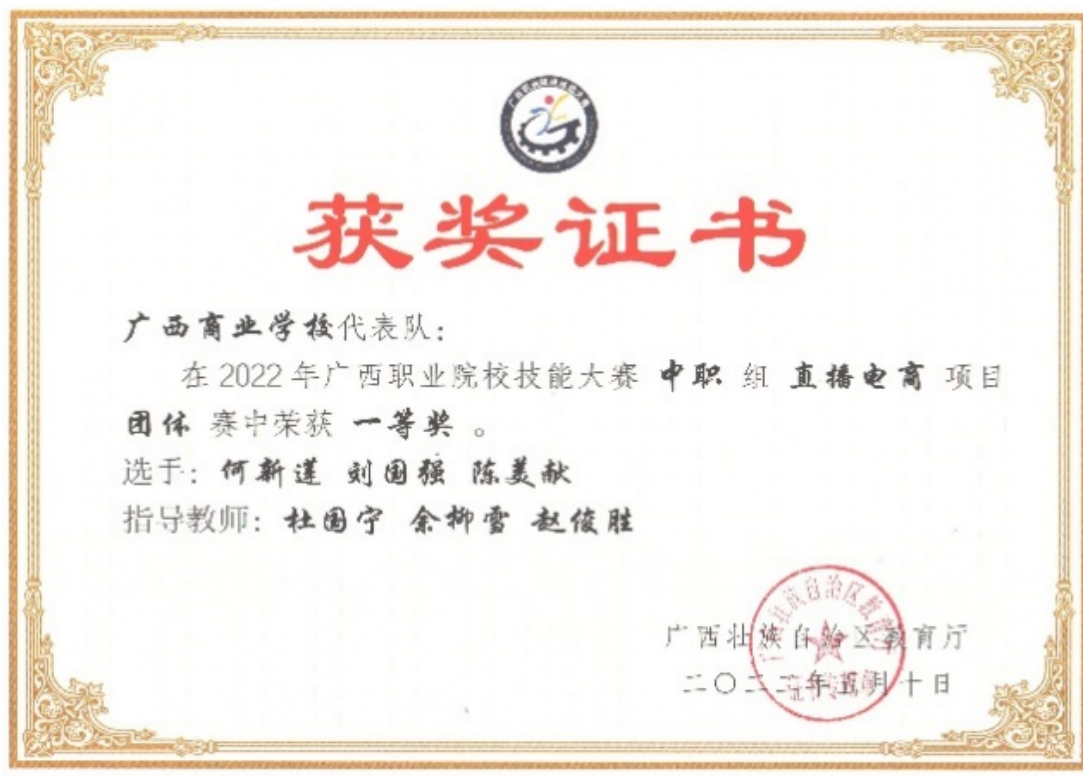 获奖证书
广西商业学校代表队:
在 2022 年广西职业院校技能大赛 中职 组 直播电商 项目
团体 赛中荣获 一等奖 。
选手: 何新莲 刘国强 陈美献
指导教师: 杜国宁 余柳雪 赵俊胜
广西壮族自治区教育厅
二〇二二年五月十日